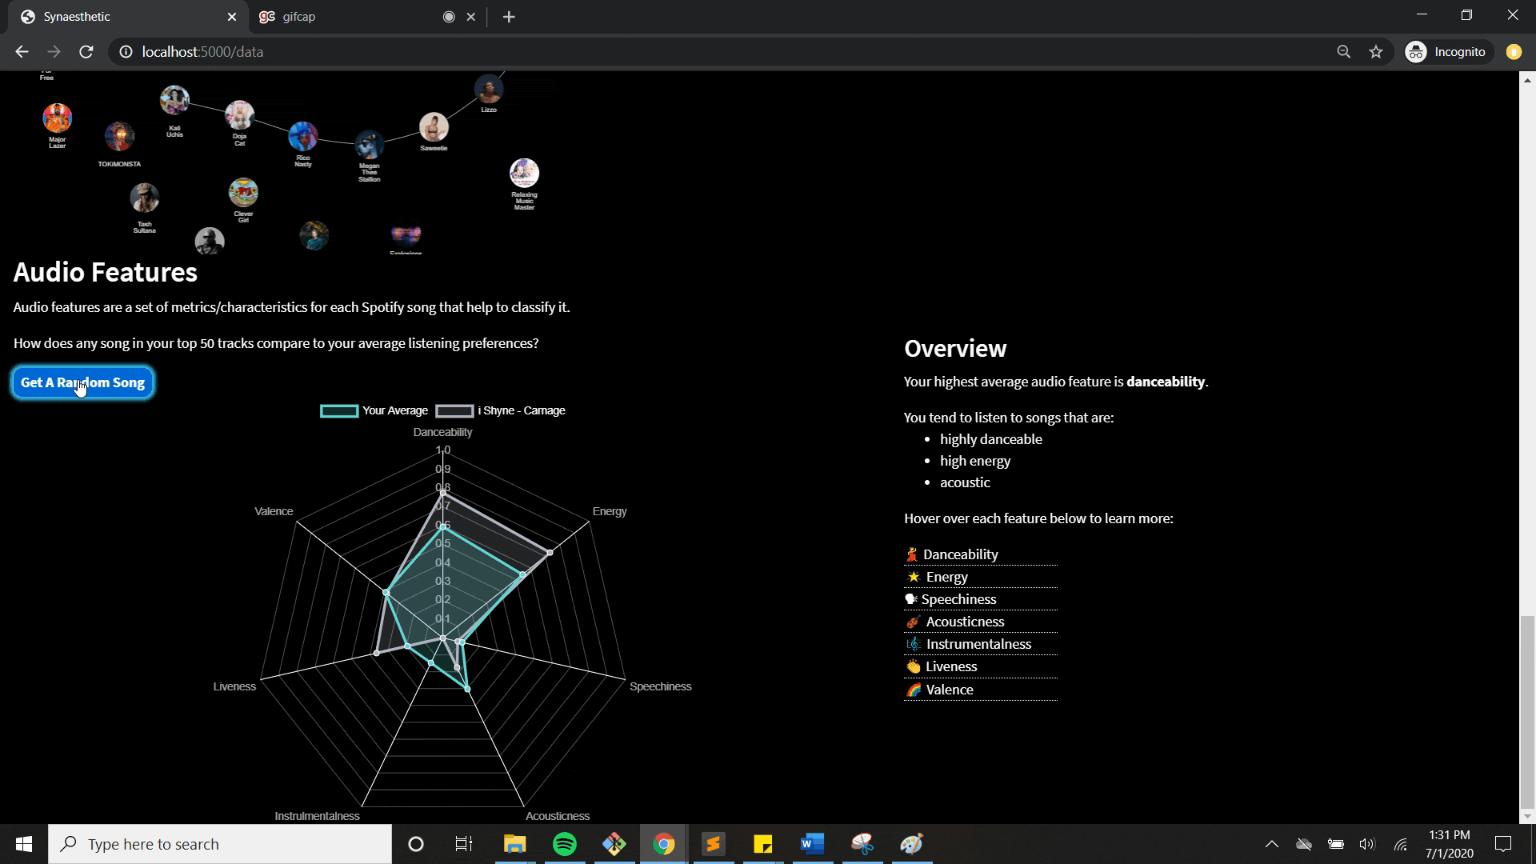 Synaesthetic
gifcap
localhost:5000/data
Incognito
Free
Lizzo
Kali
Uchis
Doja
Cat
Major
Lazer
Saweetie
TOKiMONSTA
Rico
Nasty
Megan
Thee
Stallion
Relaxing
Music
Master
Tash
Sultana
Clever
Girl
Audio Features
Audio features are a set of metrics/characteristics for each Spotify song that help to classify it.
How does any song in your top 50 tracks compare to your average listening preferences?
Get A Random Song
Your Average
i Shyne - Carnage
Danceability
1.0
0.9
0.8
0.7
0.6
0.5
0.4
0.3
0.2
0.1
Valence
Energy
Liveness
Speechiness
Instrulmentalness
Acousticness
Overview
Your highest average audio feature is danceability.
You tend to listen to songs that are:
• highly danceable
• high energy
• acoustic
Hover over each feature below to learn more:
💃 Danceability
🌟 Energy
🗣 Speechiness
🎻 Acousticness
🎼 Instrumentalness
👏 Liveness
🌈 Valence
Type here to search
1:31 PM
7/1/2020